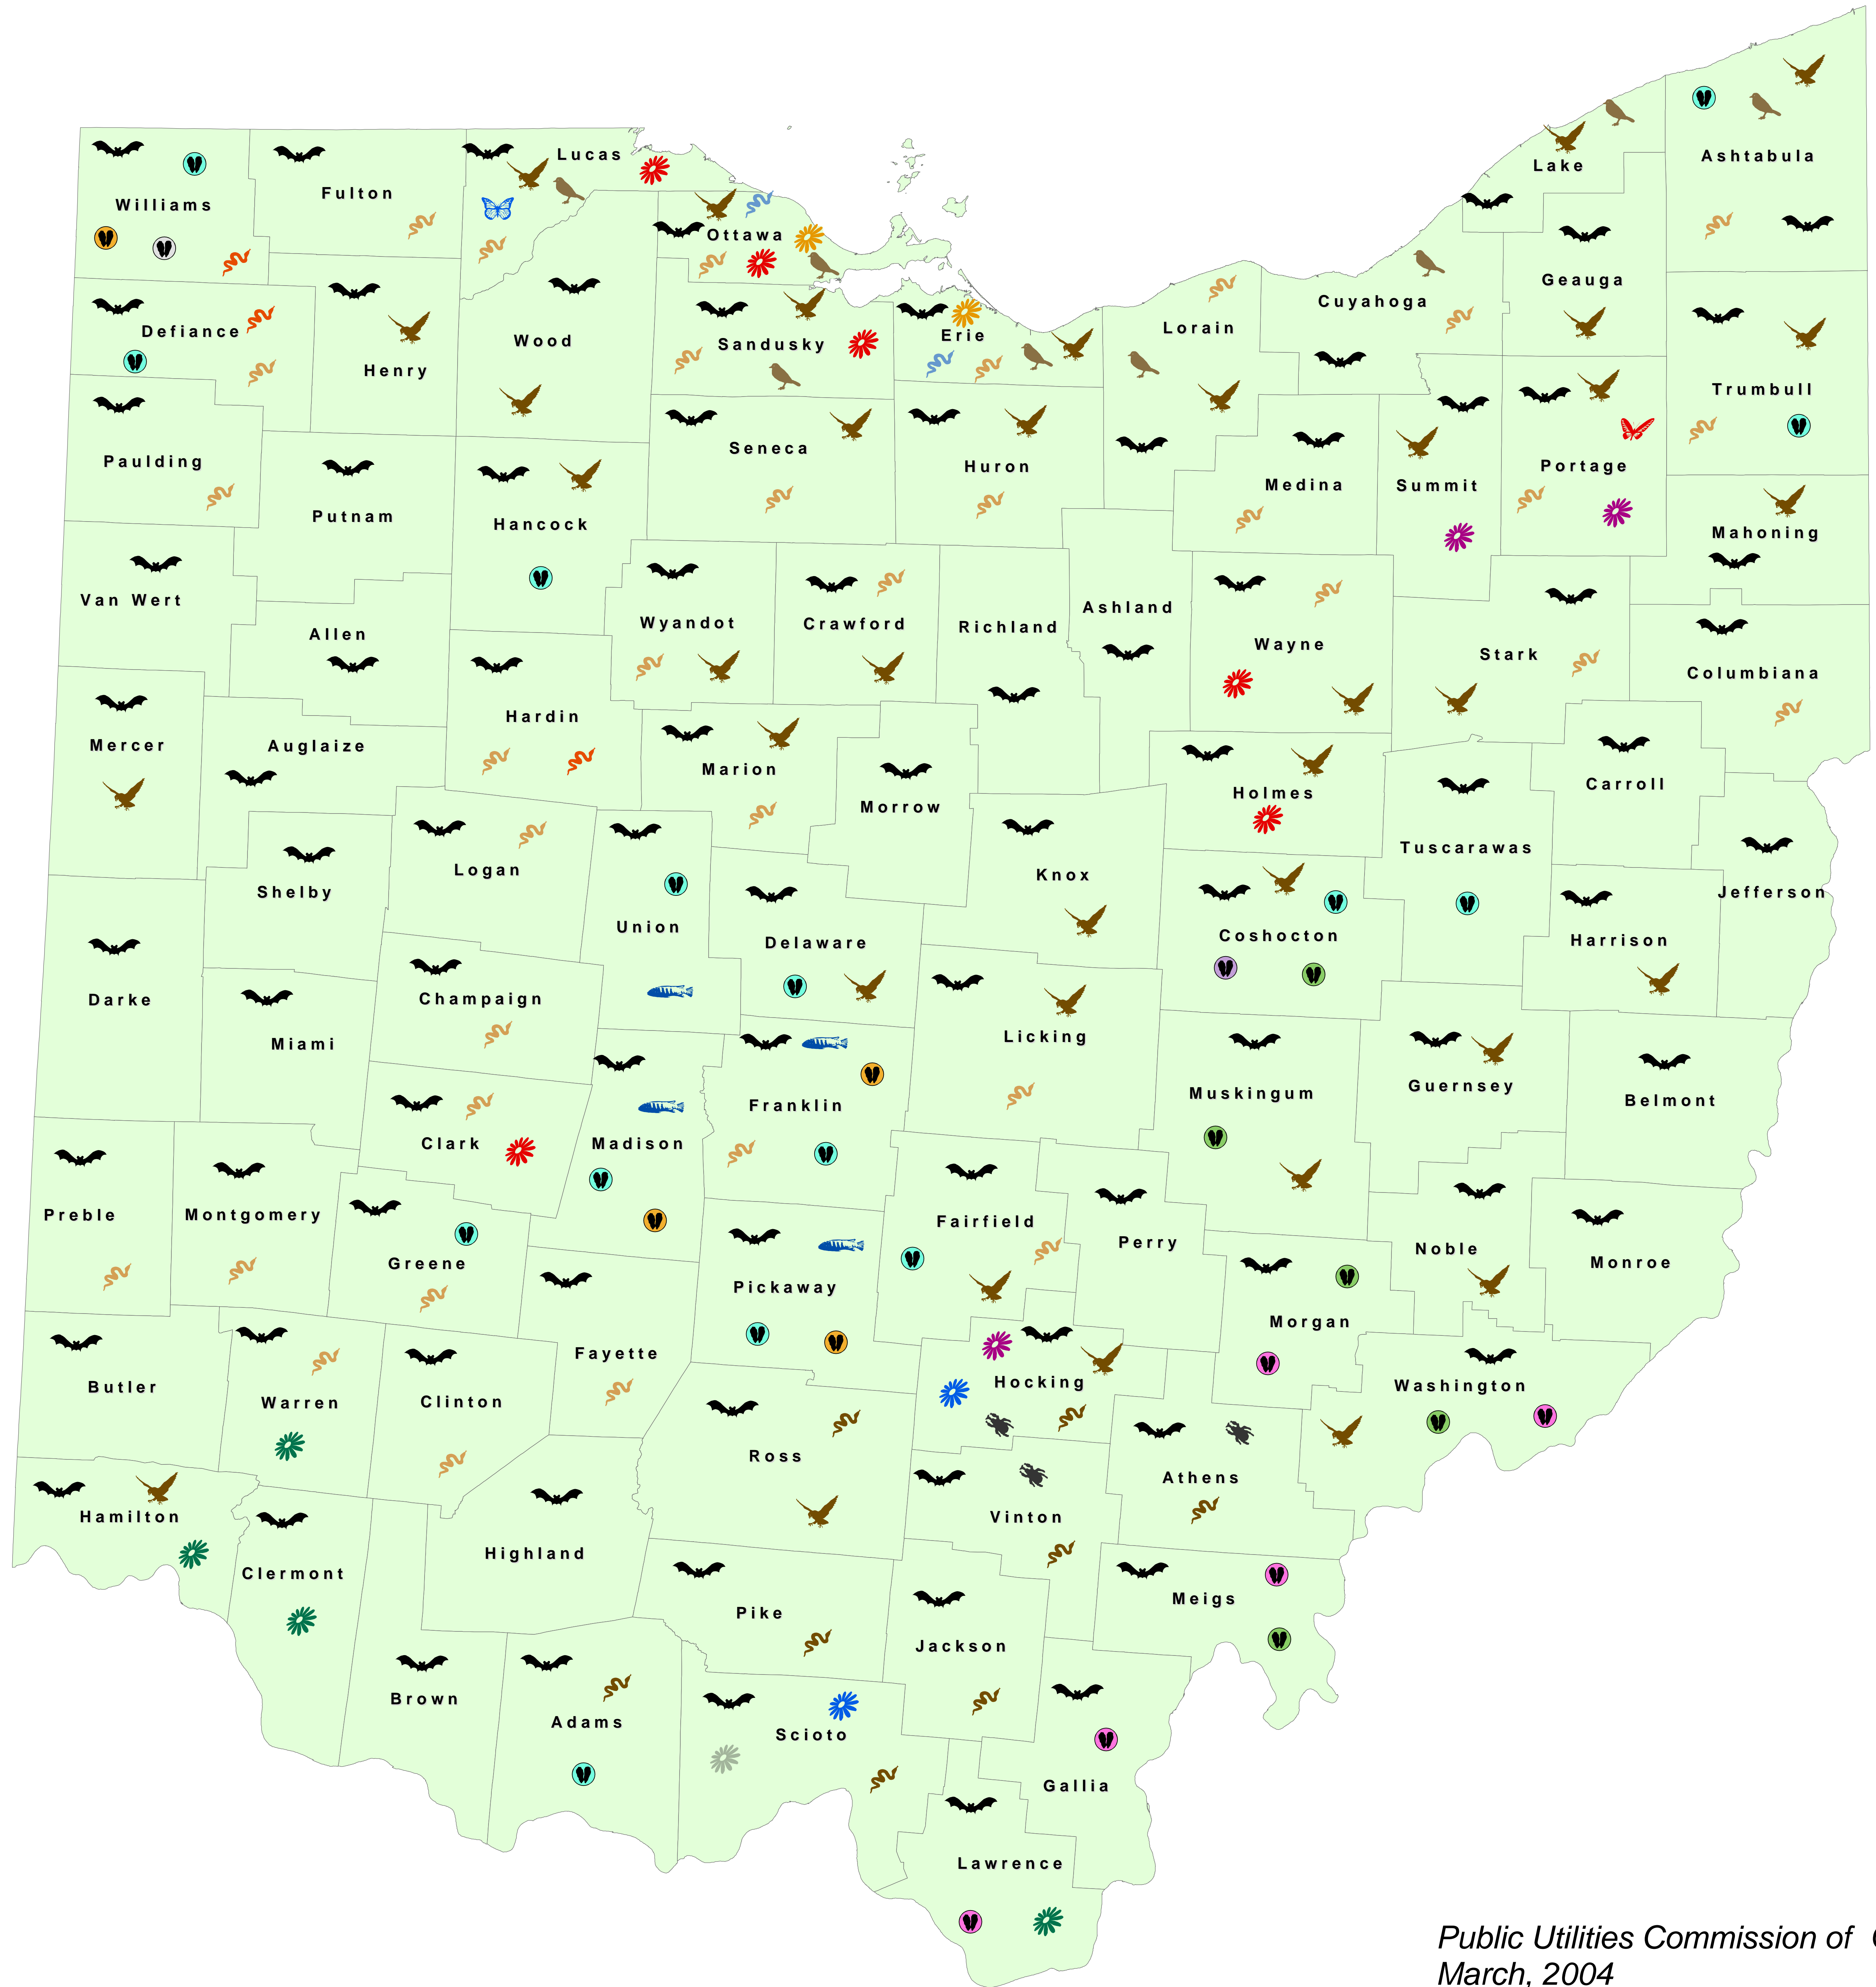 Lucas
Lake
Ashtabula
Fulton
Williams
Ottawa
Geauga
Cuyahoga
Lorain
Defiance
Erie
Wood
Sandusky
Henry
Trumbull
Seneca
Paulding
Huron
Portage
Medina
Summit
Putnam
Hancock
Mahoning
Van Wert
Ashland
Wyandot
Crawford
Richland
Allen
Wayne
Stark
Columbiana
Hardin
Mercer
Auglaize
Marion
Carroll
Holmes
Morrow
Tuscarawas
Logan
Knox
Shelby
Jefferson
Union
Coshocton
Delaware
Harrison
Darke
Champaign
Licking
Miami
Guernsey
Muskingum
Belmont
Franklin
Clark
Madison
Preble
Montgomery
Fairfield
Perry
Noble
Greene
Monroe
Pickaway
Morgan
Fayette
Hocking
Butler
Washington
Warren
Clinton
Ross
Athens
Hamilton
Vinton
Highland
Clermont
Meigs
Pike
Jackson
Brown
Adams
Scioto
Gallia
Lawrence
Public Utilities Commission of
March, 2004